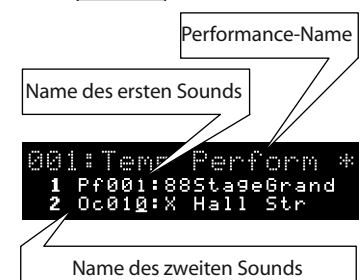 Performance-Name
Name des ersten Sounds
001:Temp Perform *
1 Pf001:88StageGrand
2 Oc010:X Hall Str
Name des zweiten Sounds